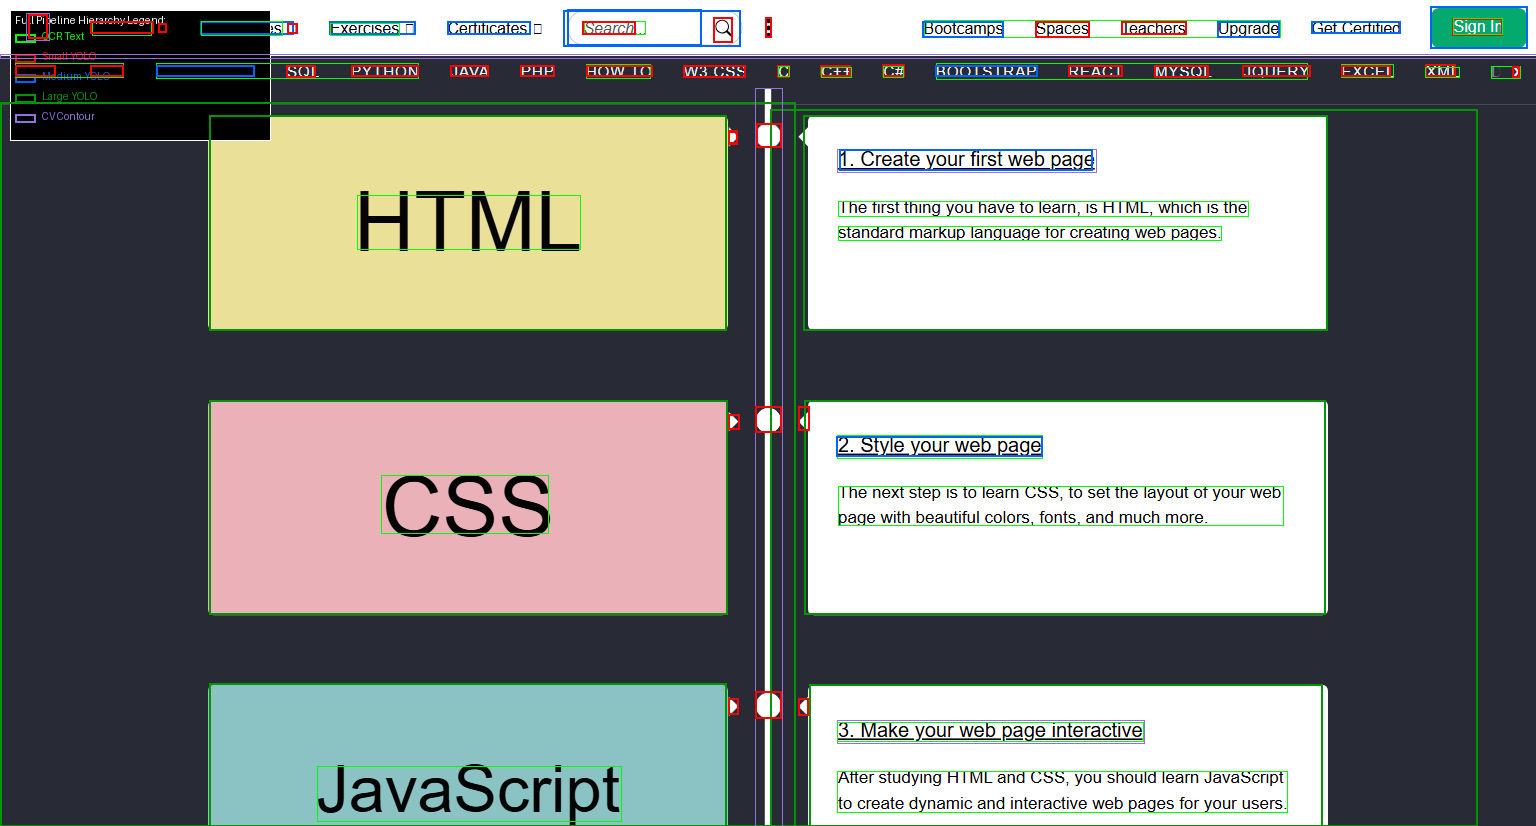 Full Pipeline Hierarchy Legend:
OCR Text
Small YOLO
Medium YOLO
Large YOLO
CV Contour
es Exercises Certificates Search... Bootcamps Spaces Teachers Upgrade Get Certified Sign In
SQL PYTHON JAVA PHP HOW TO W3.CSS C C++ C# BOOTSTRAP REACT MYSQL JQUERY EXCEL XML
HTML
1. Create your first web page
The first thing you have to learn, is HTML, which is the
standard markup language for creating web pages.
CSS
2. Style your web page
The next step is to learn CSS, to set the layout of your web
page with beautiful colors, fonts, and much more.
JavaScript
3. Make your web page interactive
After studying HTML and CSS, you should learn JavaScript
to create dynamic and interactive web pages for your users.